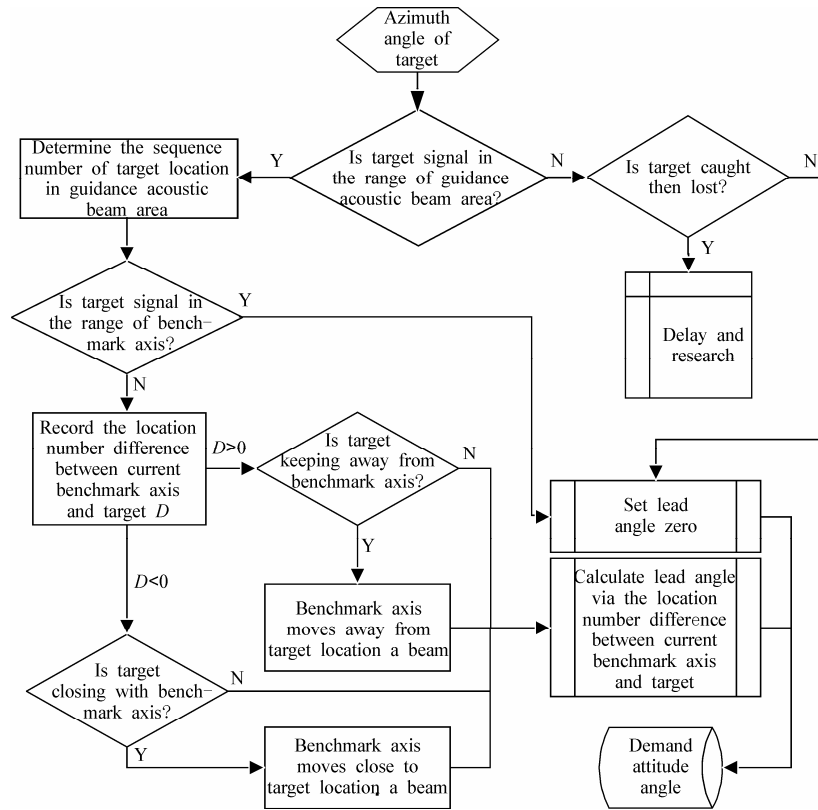 Azimuth
angle of
target
Determine the sequence
number of target location
in guidance acoustic
beam area
Y
Is target signal in
the range of guidance
acoustic beam area?
N
Is target caught
then lost?
N
Y
Delay and
research
Is target signal in
the range of bench-
mark axis?
Y
N
Record the location
number difference
between current
benchmark axis
and target D
D>0
Is target
keeping away from
benchmark axis?
N
Y
D<0
Benchmark axis
moves away from
target location a beam
Set lead
angle zero
Calculate lead angle
via the location
number difference
between current
benchmark axis
and target
Is target
closing with bench-
mark axis?
N
Y
Benchmark axis
moves close to
target location a beam
Demand
attitude
angle